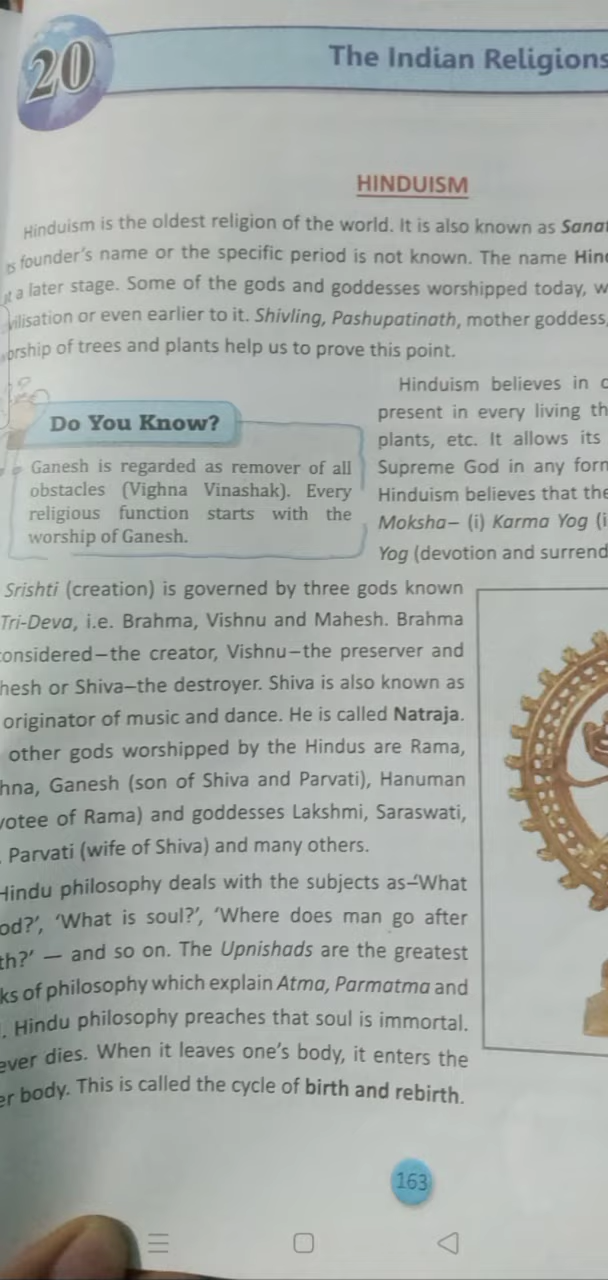 20
The Indian Religions
HINDUISM
Hinduism is the oldest religion of the world. It is also known as
founder's name or the specific period is not known. The name
a later stage. Some of the gods and goddesses worshipped today,
or even earlier to it. Shivling, Pashupatinath, mother goddess,
of trees and plants help us to prove this point.
Hinduism believes in
present in every living
plants, etc. It allows its
Supreme God in any
Hinduism believes that
Moksha– (i) Karma Yog
Yog (devotion and
Do You Know?
Ganesh is regarded as remover of all
obstacles (Vighna Vinashak). Every
religious function starts with the
worship of Ganesh.
Srishti (creation) is governed by three gods known
Tri-Deva, i.e. Brahma, Vishnu and Mahesh. Brahma
considered–the creator, Vishnu–the preserver and
or Shiva–the destroyer. Shiva is also known as
originator of music and dance. He is called Natraja.
other gods worshipped by the Hindus are Rama,
Ganesh (son of Shiva and Parvati), Hanuman
of Rama) and goddesses Lakshmi, Saraswati,
Parvati (wife of Shiva) and many others.
Hindu philosophy deals with the subjects as–'What
'What is soul?', 'Where does man go after
— and so on. The Upnishads are the greatest
of philosophy which explain Atma, Parmatma and
. Hindu philosophy preaches that soul is immortal.
dies. When it leaves one's body, it enters the
body. This is called the cycle of birth and rebirth.
163